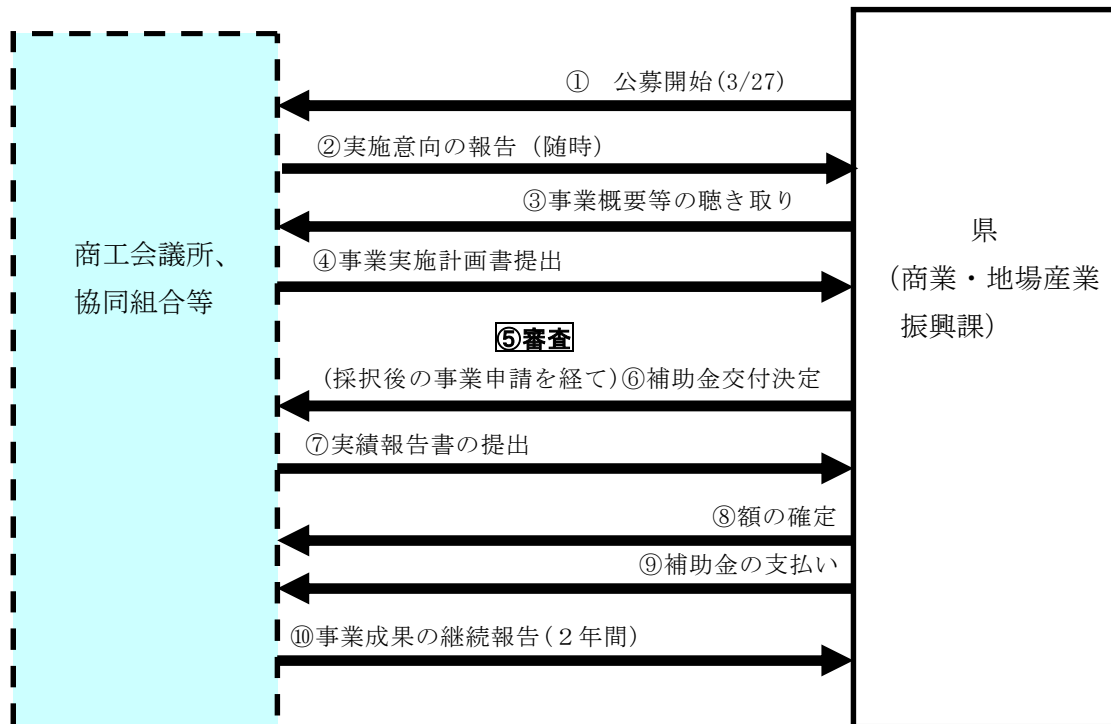 ① 公募開始(3/27)
②実施意向の報告（随時）
③事業概要等の聴き取り
商工会議所、
協同組合等
④事業実施計画書提出
県
（商業・地場産業
振興課）
⑤審査
(採択後の事業申請を経て)⑥補助金交付決定
⑦実績報告書の提出
⑧額の確定
⑨補助金の支払い
⑩事業成果の継続報告(２年間)